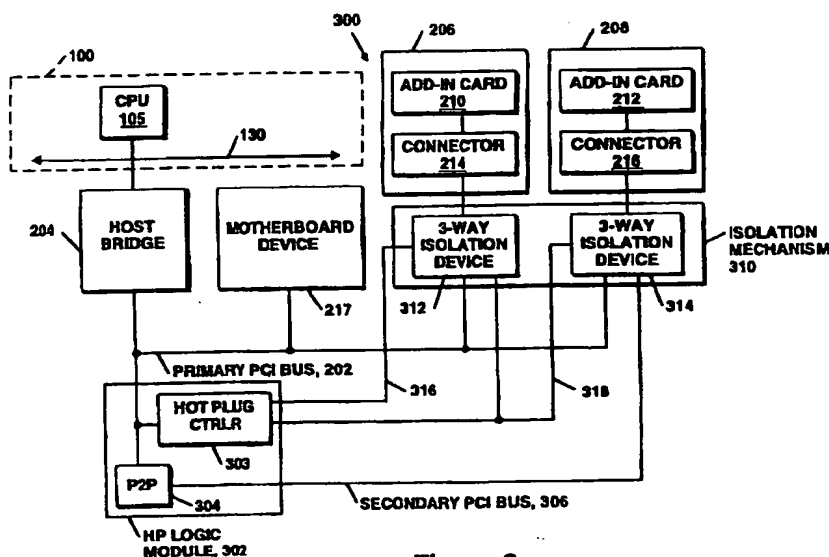 300
206
208
100
ADD-IN CARD
210
ADD-IN CARD
212
CPU
105
130
CONNECTOR
214
CONNECTOR
216
204
HOST
BRIDGE
MOTHERBOARD
DEVICE
3-WAY
ISOLATION
DEVICE
3-WAY
ISOLATION
DEVICE
ISOLATION
MECHANISM
310
217
312
314
PRIMARY PCI BUS, 202
316
318
HOT PLUG
CTRLR
303
P2P
304
SECONDARY PCI BUS, 306
HP LOGIC
MODULE, 302